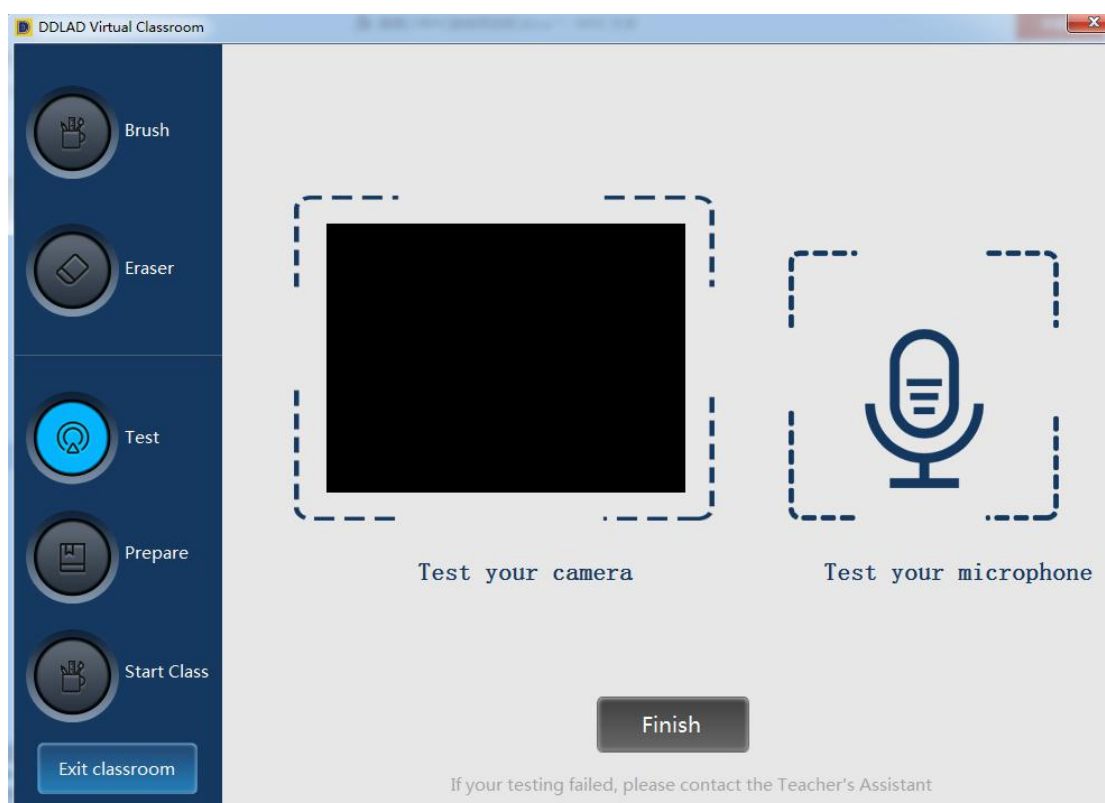 DDLAD Virtual Classroom
Brush
Eraser
Test
Prepare
Start Class
Exit classroom
Test your camera
Test your microphone
Finish
If your testing failed, please contact the Teacher's Assistant